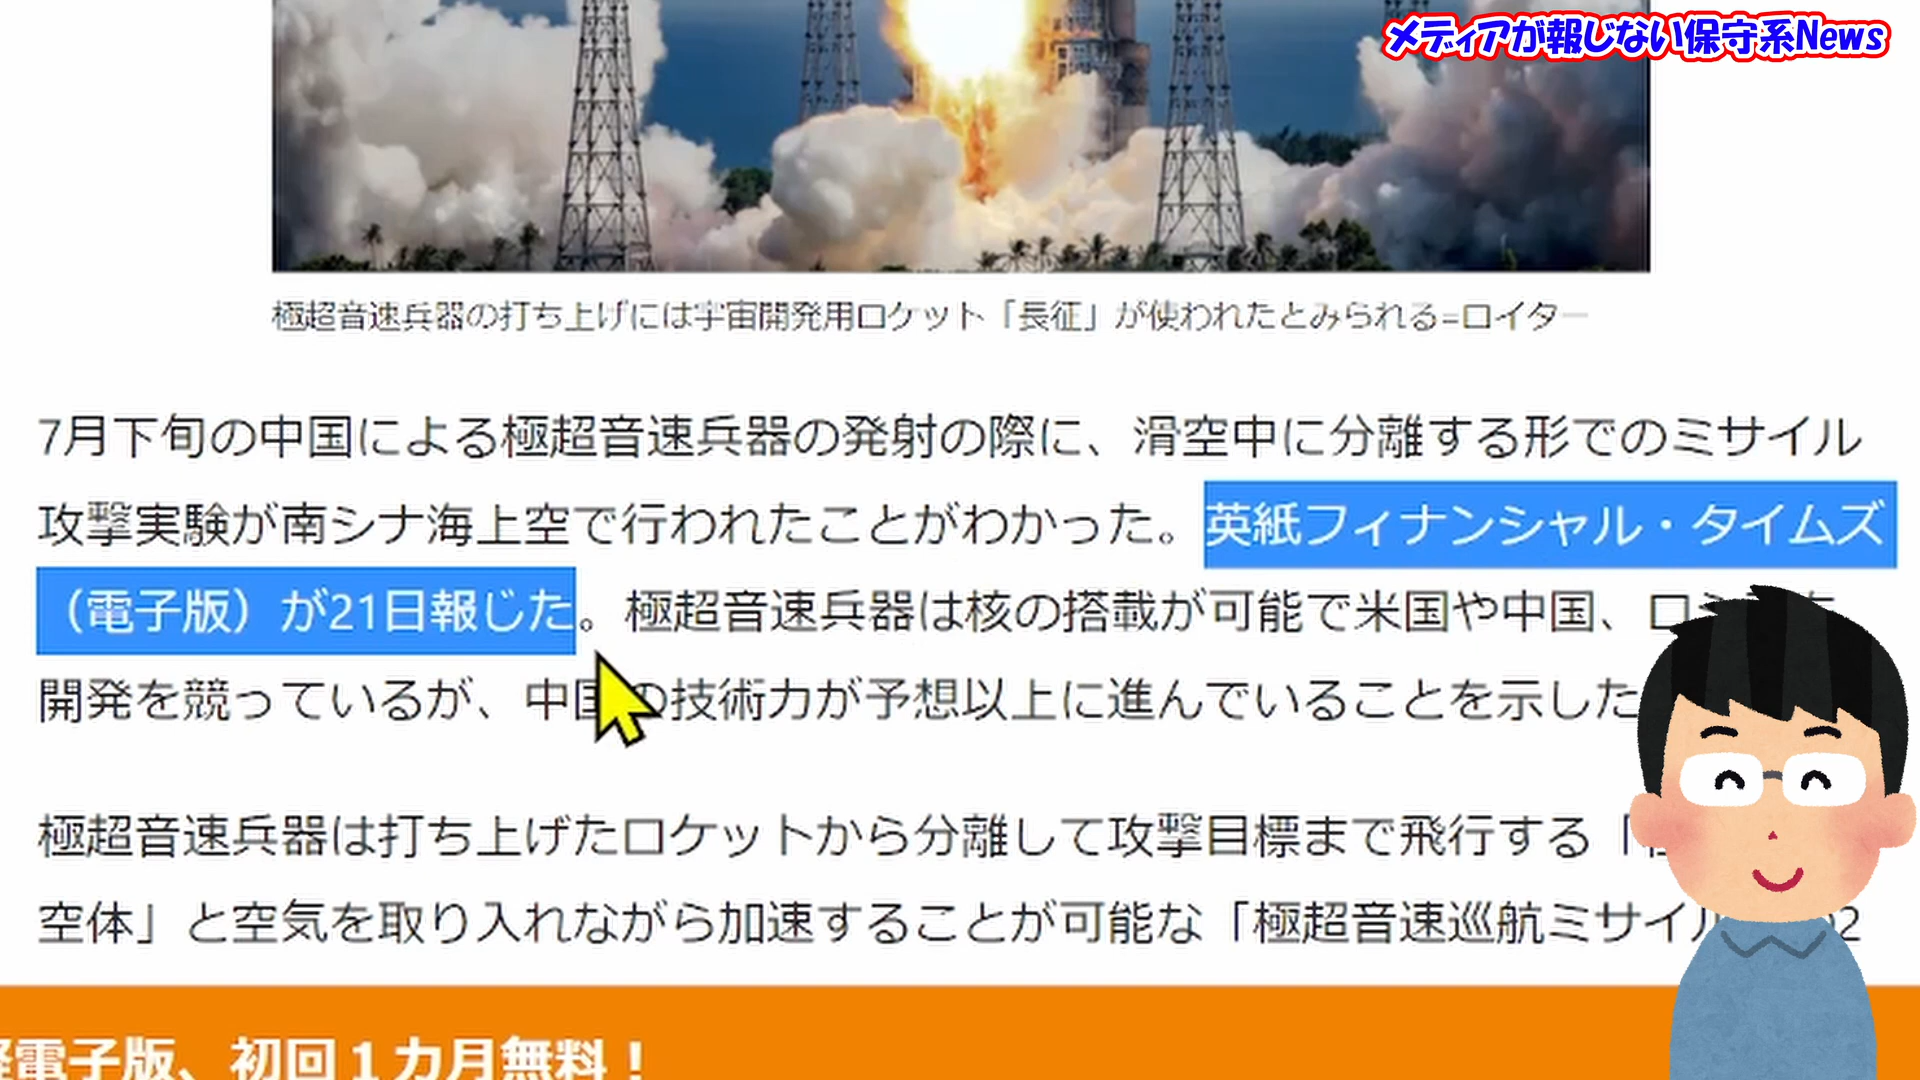 メディアが報じない保守系News
極超音速兵器の打ち上げには宇宙開発用ロケット「長征」が使われたとみられる=ロイター
7月下旬の中国による極超音速兵器の発射の際に、滑空中に分離する形でのミサイル
攻撃実験が南シナ海上空で行われたことがわかった。英紙フィナンシャル・タイムズ
（電子版）が21日報じた。極超音速兵器は核の搭載が可能で米国や中国、ロ
開発を競っているが、中国の技術力が予想以上に進んでいることを示した
極超音速兵器は打ち上げたロケットから分離して攻撃目標まで飛行する「
空体」と空気を取り入れながら加速することが可能な「極超音速巡航ミサイル 2
電子版、初回１カ月無料！